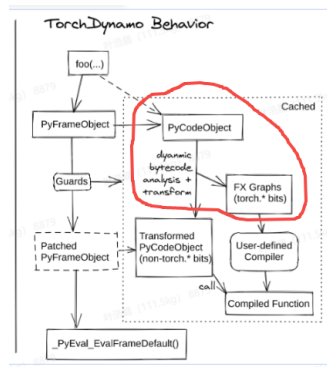 TorchDynamo Behavior
foo(...)
Cached
PyFrameObject
PyCodeObject
dyanmic
bytecode
analysis +
transform
Guards
FX Graphs
(torch.* bits)
Patched
PyFrameObject
Transformed
PyCodeObject
(non-torch.* bits)
User-defined
Compiler
call
Compiled Function
_PyEval_EvalFrameDefault()